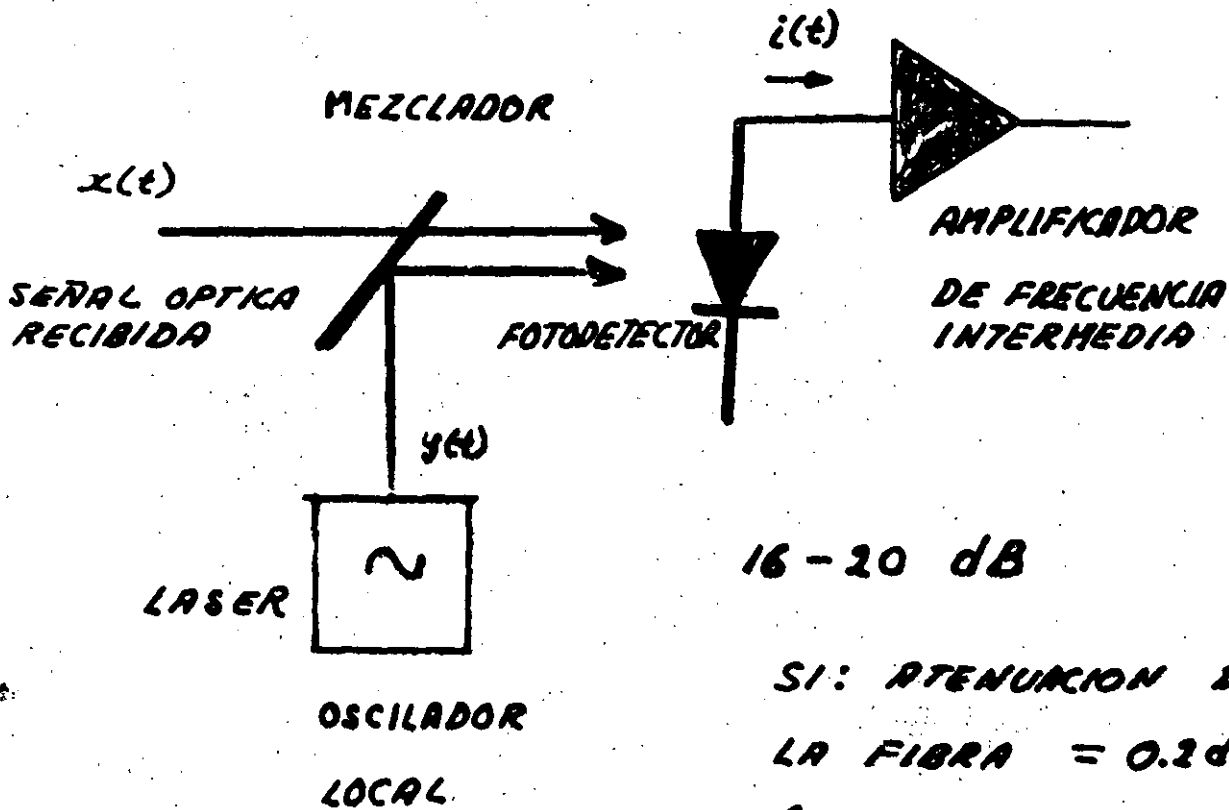 i(t)
MEZCLADOR
x(t)
AMPLIFICADOR
SEÑAL OPTICA
RECIBIDA
DE FRECUENCIA
INTERMEDIA
FOTODETECTOR
y(t)
16-20 dB
LASER
SI: ATENUACION
OSCILADOR
LA FIBRA = 0.2
LOCAL